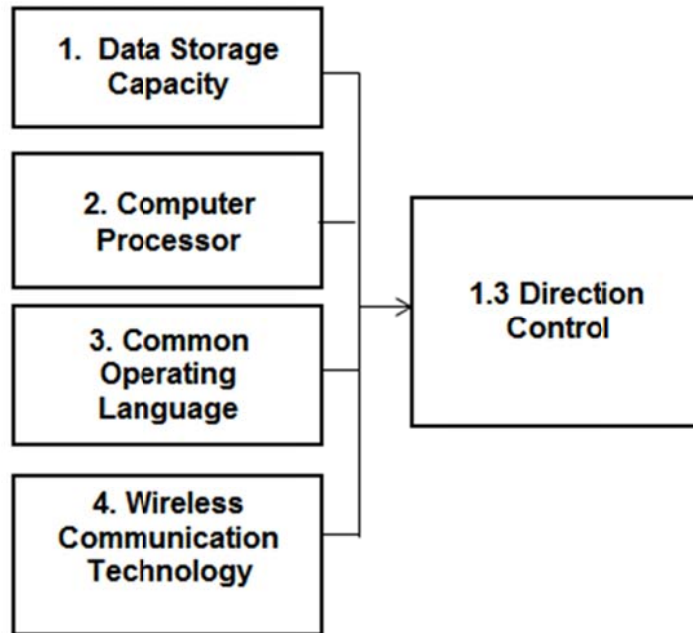 1. Data Storage
Capacity
2. Computer
Processor
3. Common
Operating
Language
4. Wireless
Communication
Technology
1.3 Direction
Control